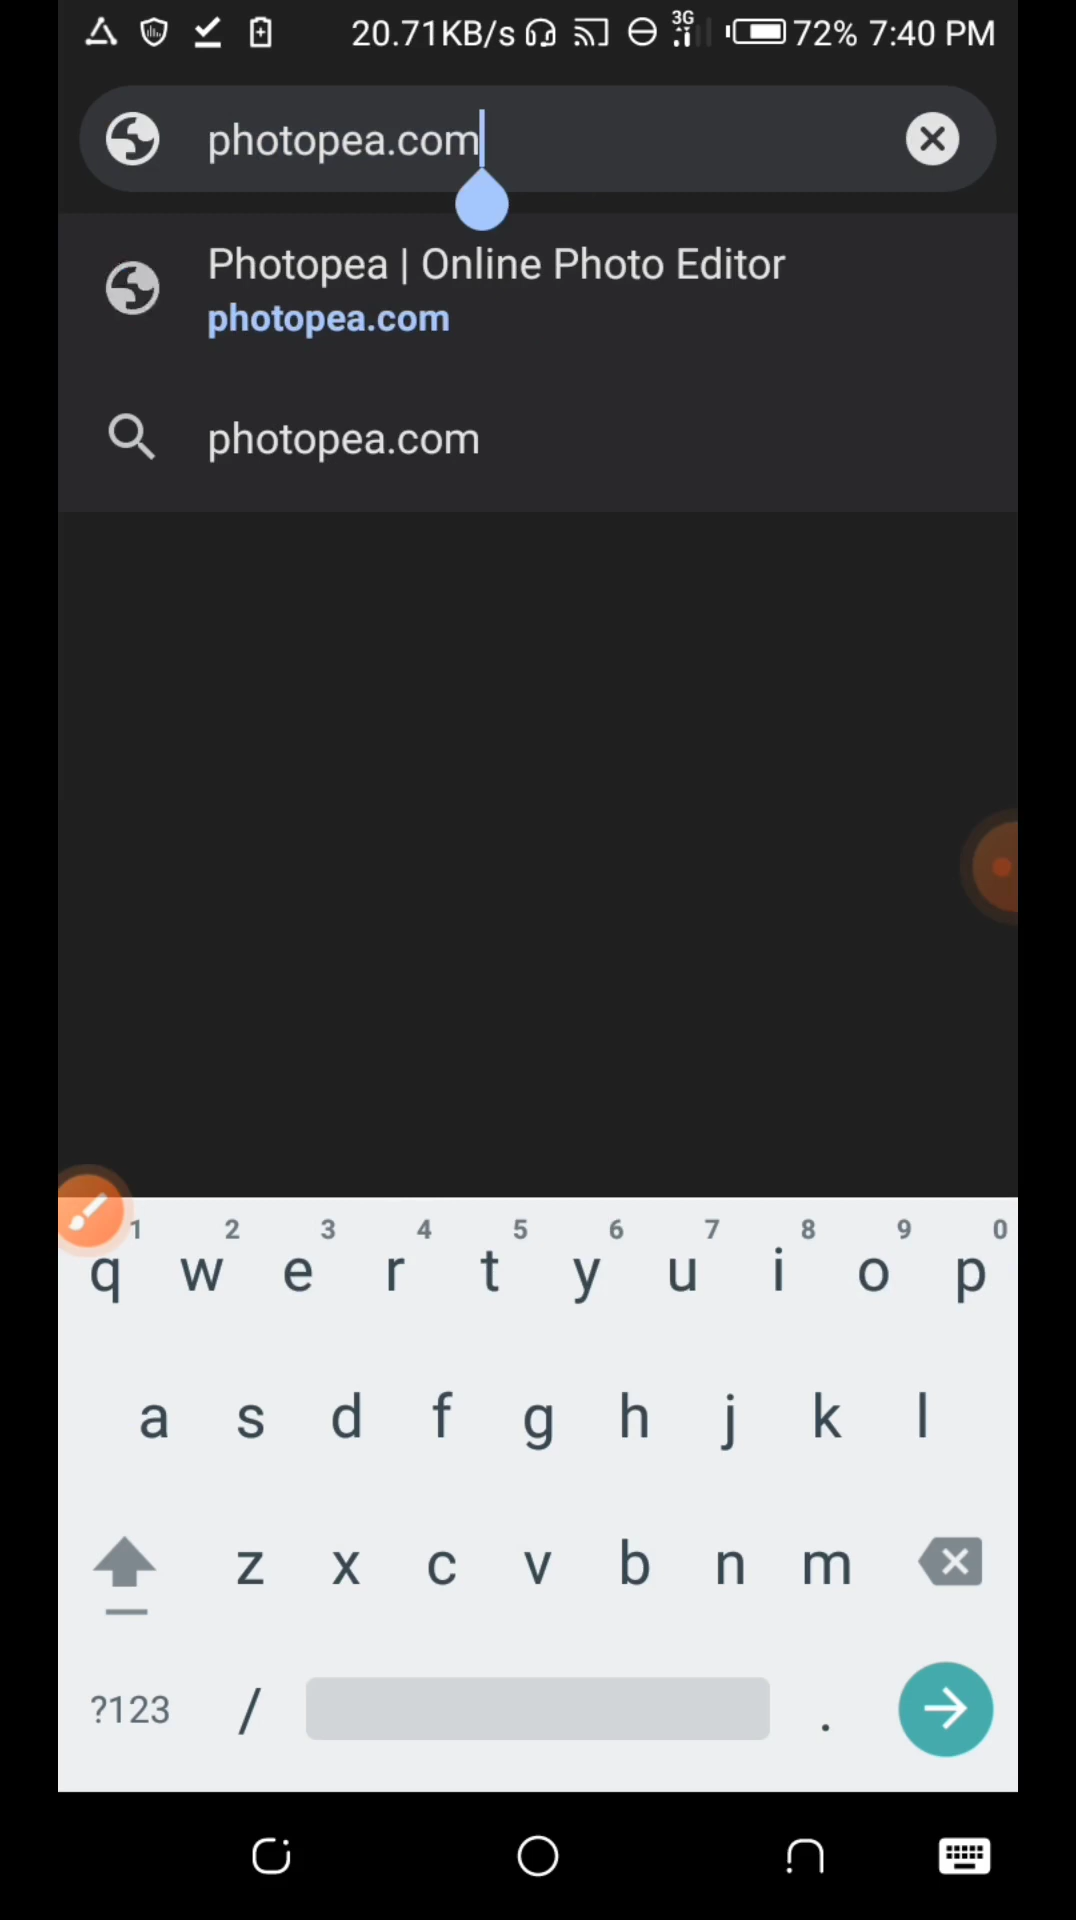 20.71KB/s 3G 72% 7:40 PM
photopea.com
Photopea | Online Photo Editor
photopea.com
photopea.com
1 2 3 4 5 6 7 8 9 0
q w e r t y u i o p
a s d f g h j k l
z x c v b n m
?123 / .